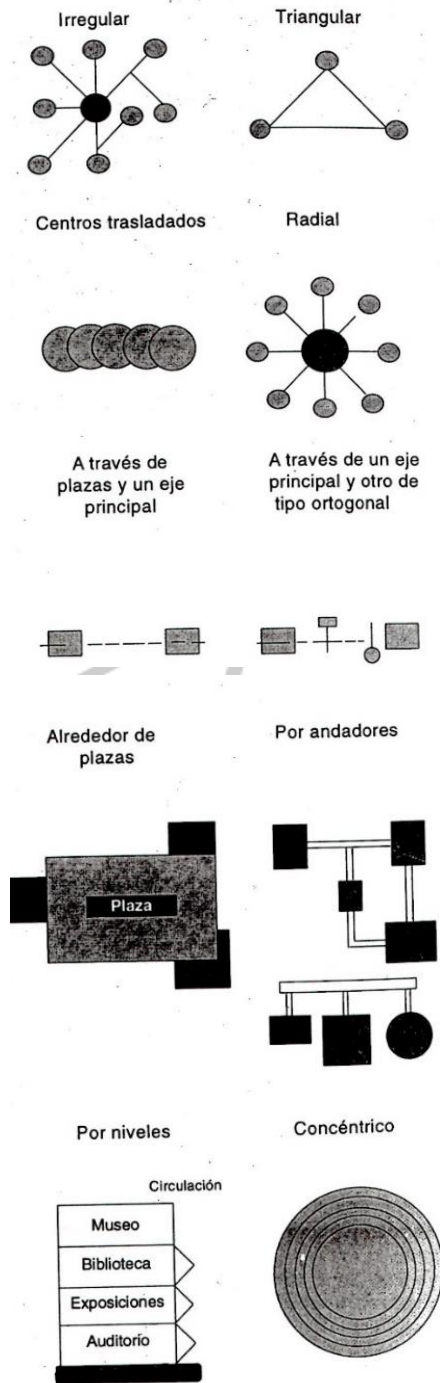 Irregular
Triangular
Centros trasladados
Radial
A través de
plazas y un eje
principal
A través de un eje
principal y otro de
tipo ortogonal
Alrededor de
plazas
Por andadores
Plaza
Por niveles
Concéntrico
Circulación
Museo
Biblioteca
Exposiciones
Auditorio